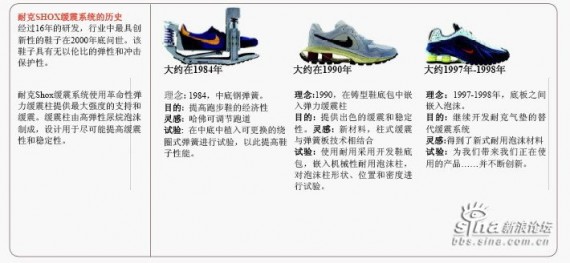 耐克SHOX缓震系统的历史
经过16年的研发，行业中最具创
新性的鞋子在2000年底问世。该
鞋子具有无以伦比的弹性和冲击
保护性。
耐克Shox缓震系统使用革命性弹
力缓震柱提供最大强度的支持和
缓震。缓震柱由高弹性尿烷泡沫
制成，设计用于尽可能提高缓震
性和稳定性。
大约在1984年
理念：1984，中底钢弹簧。
目的：提高跑步鞋的经济性
灵感：哈佛可调节跑道
试验：在中底中植入可更换的绕
圈式弹簧进行试验，以此提高鞋
子性能。
大约在1990年
理念：1990，在铸型鞋底包中嵌
入弹力缓震柱
目的：提供出色的缓震和稳定
性。灵感：新材料，柱式缓震
与弹簧板技术相结合
试验：使用耐用采用开发鞋底
包，嵌入机械性耐用泡沫柱，
对泡沫柱形状、位置和密度进
行试验。
大约1997年-1998年
理念：1997-1998年，底板之间
嵌入泡沫。
目的：继续开发耐克气垫的替
代缓震系统
灵感:得到了新式耐用泡沫材料
试验：为我们带来我们正在使
用的产品……并不断创新。
sina 新浪论坛
bbs.sina.com.cn